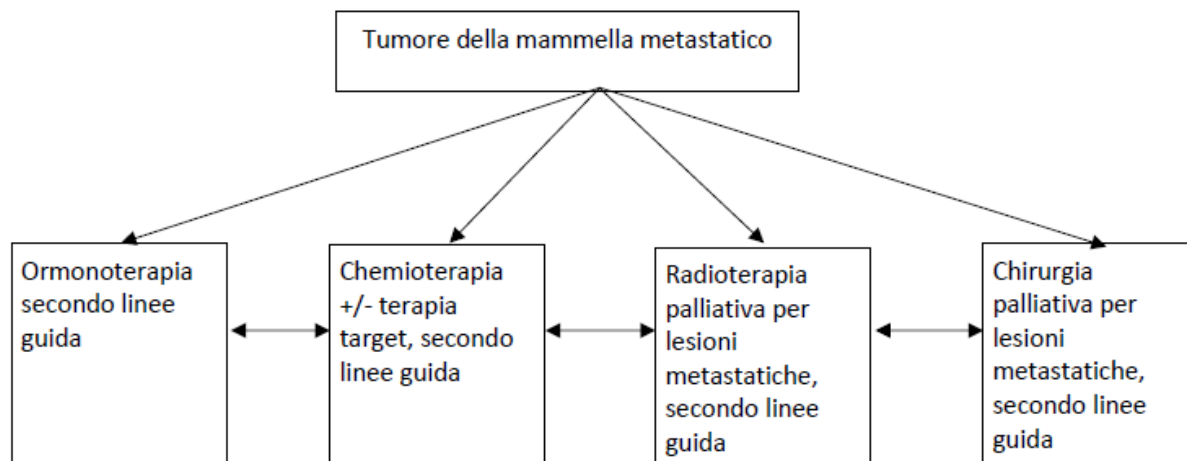 Tumore della mammella metastatico
Ormonoterapia
secondo linee
guida
Chemioterapia
+/- terapia
target, secondo
linee guida
Radioterapia
palliativa per
lesioni
metastatiche,
secondo linee
guida
Chirurgia
palliativa per
lesioni
metastatiche,
secondo linee
guida